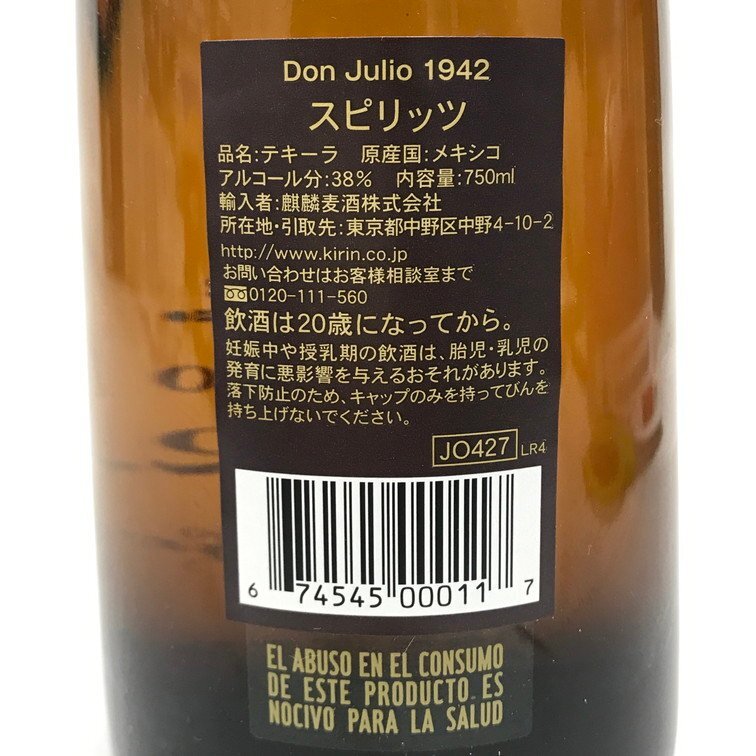 Don Julio 1942
スピリッツ
品名:テキーラ 原産国:メキシコ
アルコール分:38% 内容量:750ml
輸入者:麒麟麦酒株式会社
所在地・引取先:東京都中野区中野4-10-2
http://www.kirin.co.jp
お問い合わせはお客様相談室まで
0120-111-560
飲酒は20歳になってから。
妊娠中や授乳期の飲酒は、胎児・乳児の
発育に悪影響を与えるおそれがあります。
落下防止のため、キャップのみを持ってびんを
持ち上げないでください。
JO427 LR4
6 74545 00011 7
EL ABUSO EN EL CONSUMO
DE ESTE PRODUCTO ES
NOCIVO PARA LA SALUD